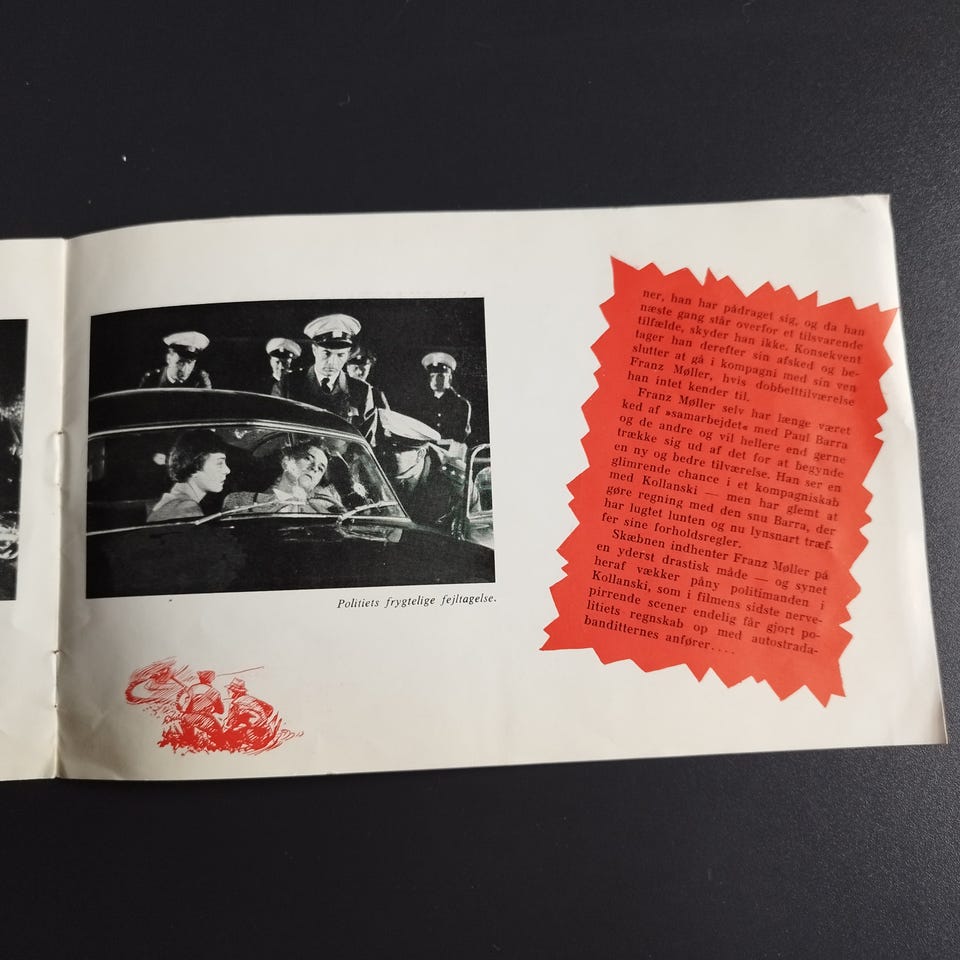 Politiets frygtelige fejltagelse.
ner, han har pådraget sig, og da han
næste gang står overfor et tilsvarende
tilfælde, skyder han ikke. Konsekvent
tager han derefter sin afsked og be-
slutter at gå i kompagni med sin ven
Franz Møller, hvis dobbelttilværelse
han intet kender til.
Franz Møller selv har længe været
ked af »samarbejdet« med Paul Barra
og de andre og vil hellere end gerne
trække sig ud af det for at begynde
en ny og bedre tilværelse. Han ser en
glimrende chance i et kompagniskab
med Kollanski — men har glemt at
gøre regning med den snu Barra, der
har lugtet lunten og nu lynsnart træf-
fer sine forholdsregler.
Skæbnen indhenter Franz Møller på
en yderst drastisk måde — og synet
heraf vækker påny politimanden i
Kollanski, som i filmens sidste nerve-
pirrende scener endelig får gjort po-
litiets regnskab op med autostrada-
banditternes anfører....